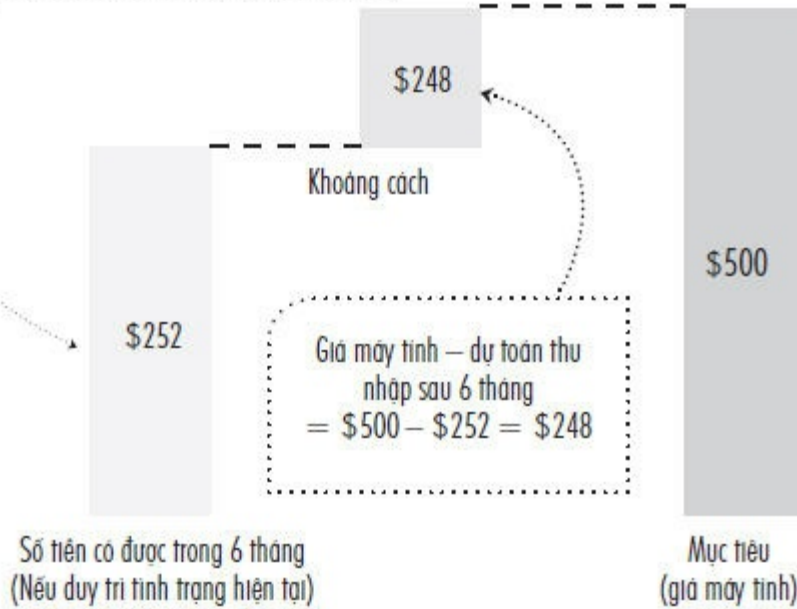 $248
Khoảng cách
$500
$252
Giá máy tính – dự toán thu
nhập sau 6 tháng
= $500 – $252 = $248
Số tiền có được trong 6 tháng
(Nếu duy trì tình trạng hiện tại)
Mục tiêu
(giá máy tính)